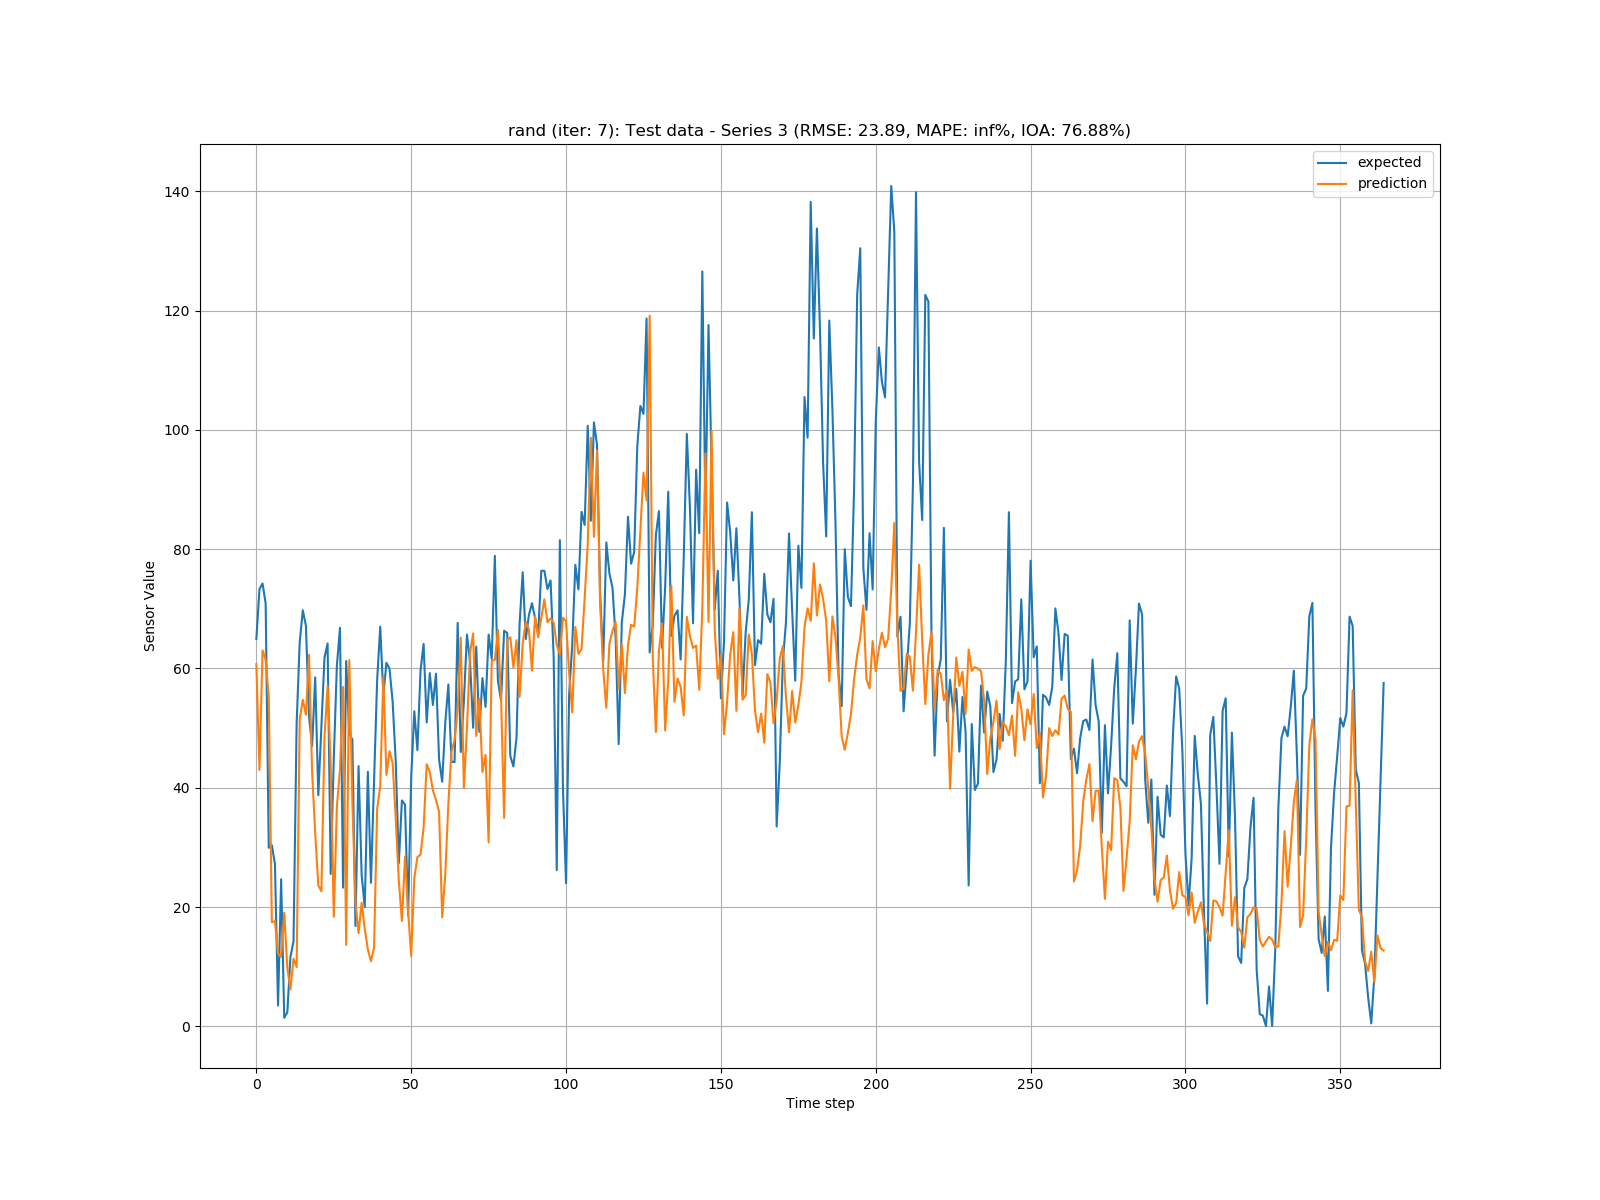 rand (iter: 7): Test data - Series 3 (RMSE: 23.89, MAPE: inf%, IOA: 76.88%)
expected
prediction
140
120
100
80
60
40
20
0
Sensor Value
0 50 100 150 200 250 300 350
Time step